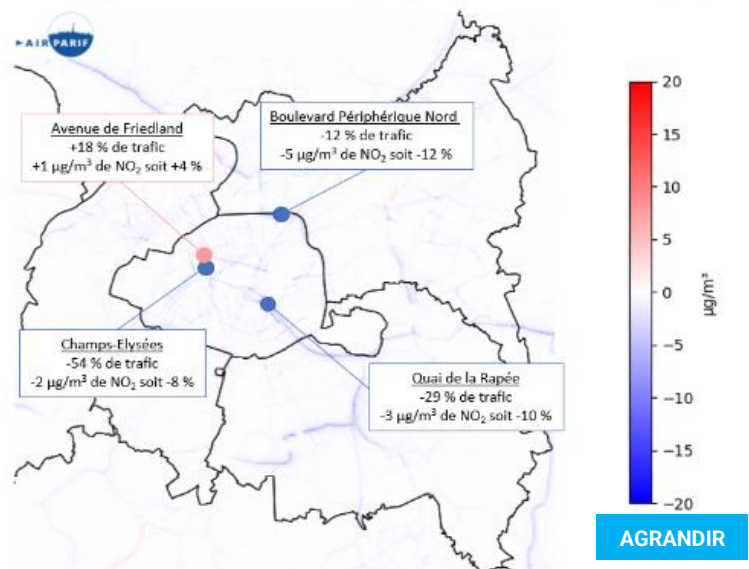 AIRPARIF
Avenue de Friedland
+18 % de trafic
+1 µg/m³ de NO₂ soit +4 %
Boulevard Périphérique Nord
-12 % de trafic
-5 µg/m³ de NO₂ soit -12 %
Champs-Elysées
-54 % de trafic
-2 µg/m³ de NO₂ soit -8 %
Quai de la Rapée
-29 % de trafic
-3 µg/m³ de NO₂ soit -10 %
20
15
10
5
0
−5
−10
−15
−20
µg/m³
AGRANDIR